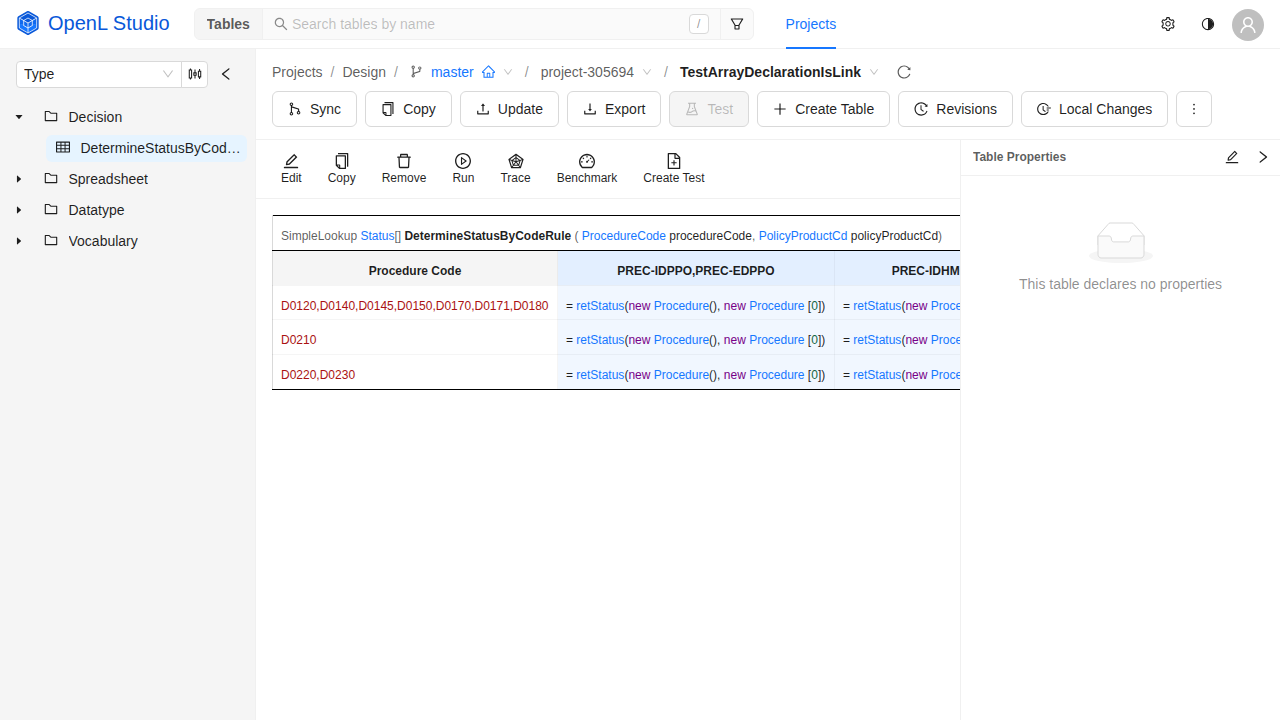 OpenL Studio
Tables
Search tables by name
/
Projects
Type
Decision
DetermineStatusByCod…
Spreadsheet
Datatype
Vocabulary
Projects / Design / master / project-305694 / TestArrayDeclarationIsLink
Sync
Copy
Update
Export
Test
Create Table
Revisions
Local Changes
Edit
Copy
Remove
Run
Trace
Benchmark
Create Test
SimpleLookup Status[] DetermineStatusByCodeRule ( ProcedureCode procedureCode, PolicyProductCd policyProductCd)
Procedure Code
PREC-IDPPO,PREC-EDPPO
PREC-IDHM
D0120,D0140,D0145,D0150,D0170,D0171,D0180
= retStatus(new Procedure(), new Procedure [0])
= retStatus(new Proce
D0210
= retStatus(new Procedure(), new Procedure [0])
= retStatus(new Proce
D0220,D0230
= retStatus(new Procedure(), new Procedure [0])
= retStatus(new Proce
Table Properties
This table declares no properties